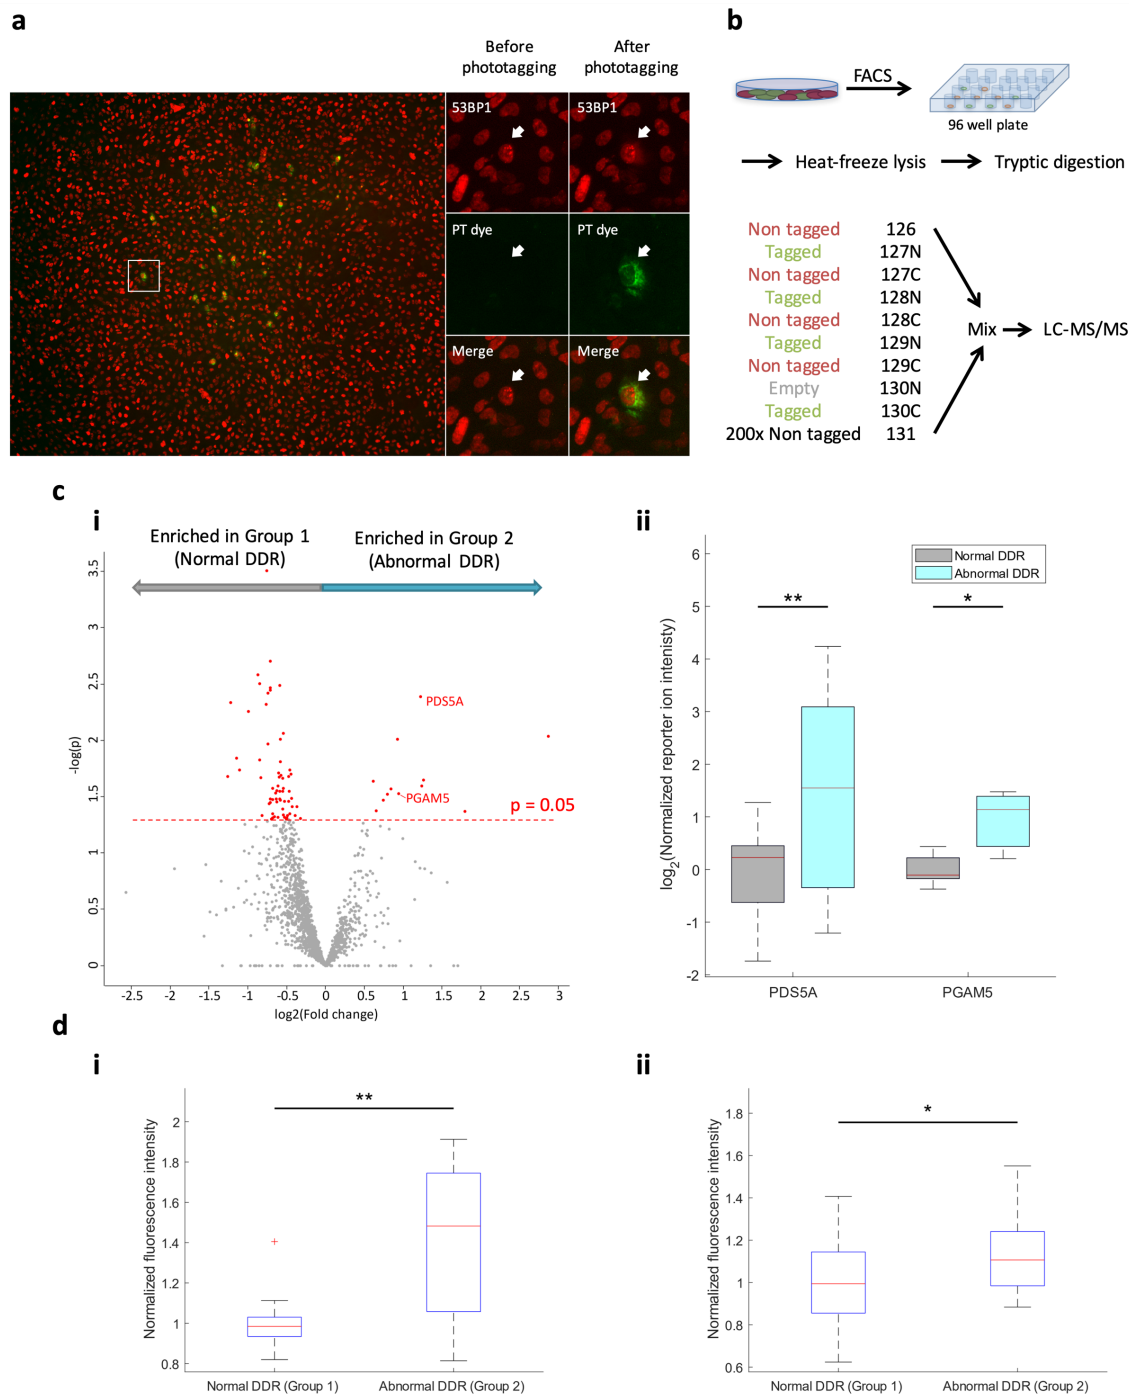 a
Before
phototagging
After
phototagging
53BP1
53BP1
PT dye
PT dye
Merge
Merge
b
FACS
96 well plate
Heat-freeze lysis
Tryptic digestion
Non tagged 126
Tagged 127N
Non tagged 127C
Tagged 128N
Non tagged 128C
Tagged 129N
Non tagged 129C
Empty 130N
Tagged 130C
200x Non tagged 131
Mix
LC-MS/MS
c
i
Enriched in Group 1
(Normal DDR)
Enriched in Group 2
(Abnormal DDR)
3.5
3
2.5
2
1.5
1
0.5
0
-log(p)
PDS5A
PGAM5
p = 0.05
-2.5 -2 -1.5 -1 -0.5 0 0.5 1 1.5 2 2.5 3
log2(Fold change)
ii
Normal DDR
Abnormal DDR
6
5
4
3
2
1
0
-1
-2
log2(Normalized reporter ion intenisty)
** *
PDS5A PGAM5
d
i
**
2
1.8
1.6
1.4
1.2
1
0.8
Normalized fluorescence intensity
+
Normal DDR (Group 1) Abnormal DDR (Group 2)
ii
*
1.8
1.6
1.4
1.2
1
0.8
0.6
Normalized fluorescence intensity
Normal DDR (Group 1) Abnormal DDR (Group 2)